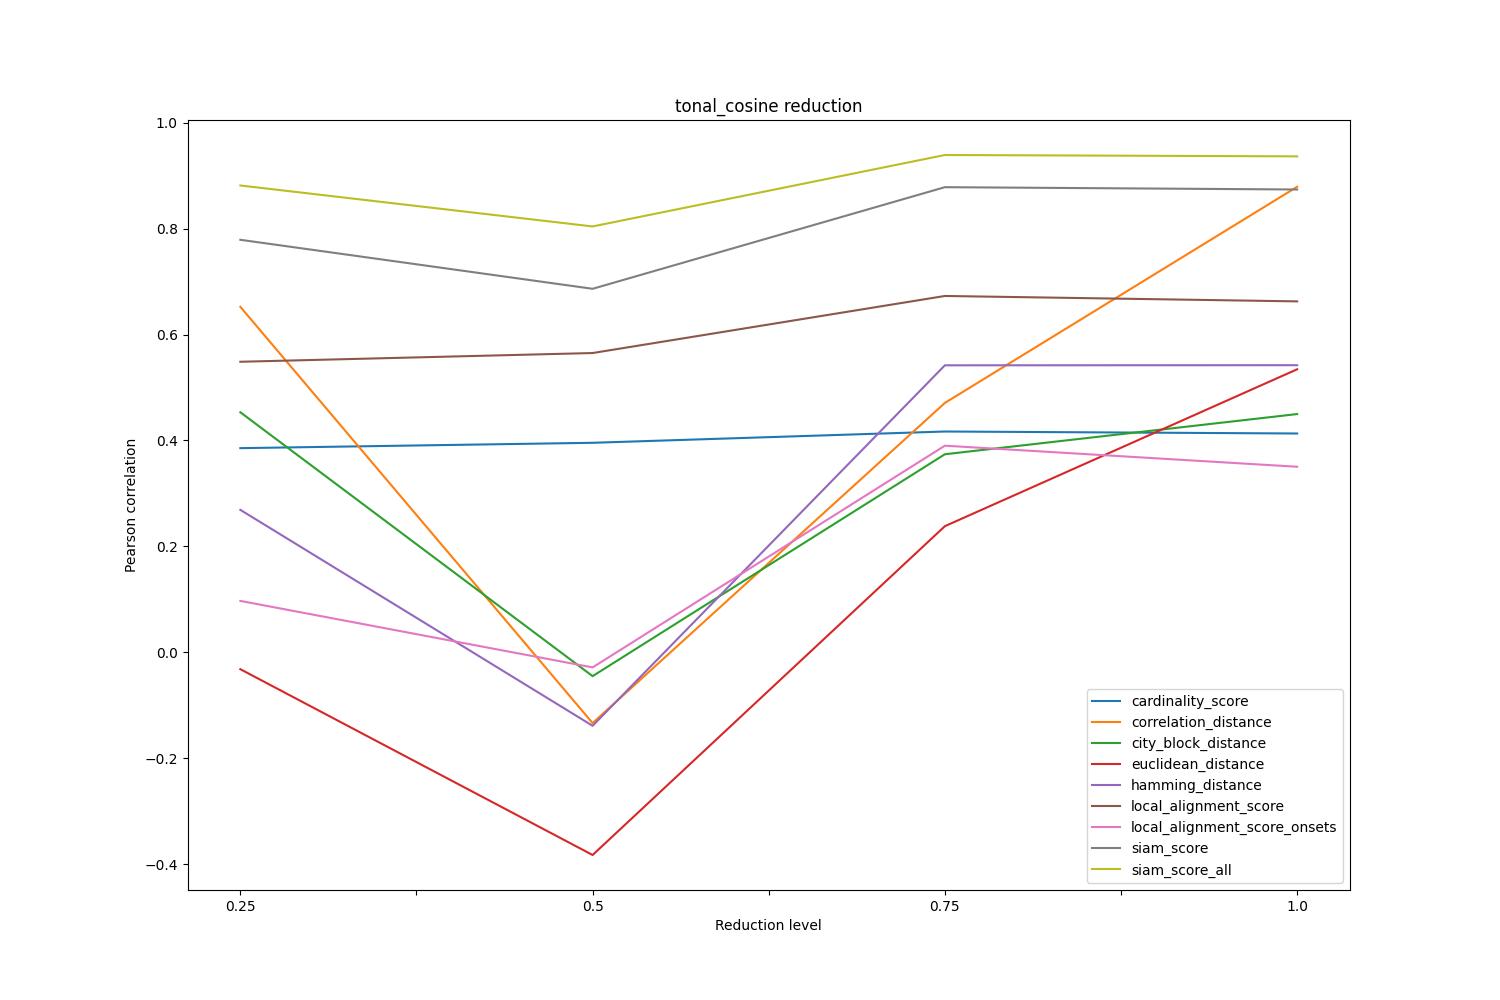 tonal_cosine reduction
1.0
0.8
0.6
0.4
0.2
0.0
−0.2
−0.4
Pearson correlation
0.25
0.5
0.75
1.0
Reduction level
cardinality_score
correlation_distance
city_block_distance
euclidean_distance
hamming_distance
local_alignment_score
local_alignment_score_onsets
siam_score
siam_score_all